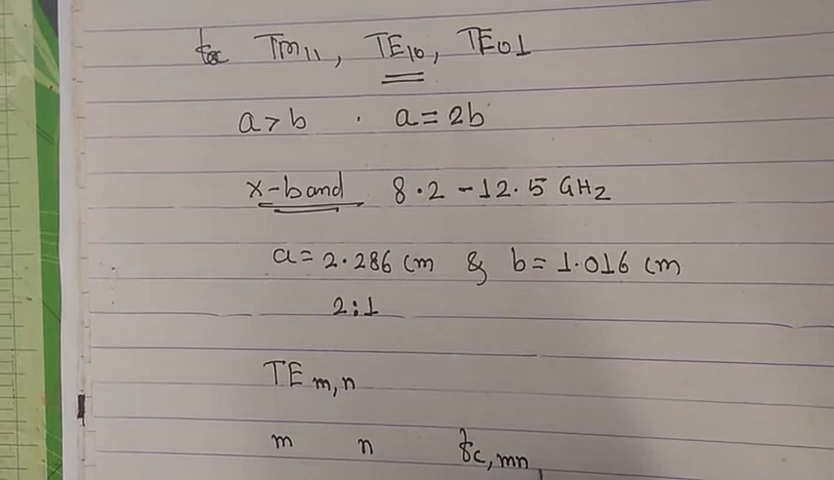 fc TM11, TE10, TE01
a > b . a = 2b
x-band 8.2 - 12.5 GHz
a = 2.286 cm & b = 1.016 cm
2:1
TE m,n
m n fc,mn